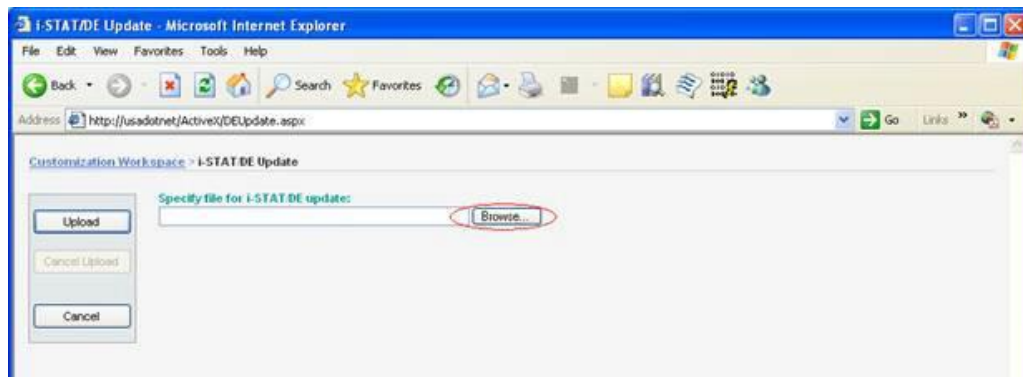 i-STAT/DE Update - Microsoft Internet Explorer
File Edit View Favorites Tools Help
Back Search Favorites
Address http://usadotnet/ActiveX/DEUpdate.aspx Go Links »
Customization Workspace > i-STAT/DE Update
Specify file for i-STAT/DE update:
Browse...
Upload
Cancel Upload
Cancel